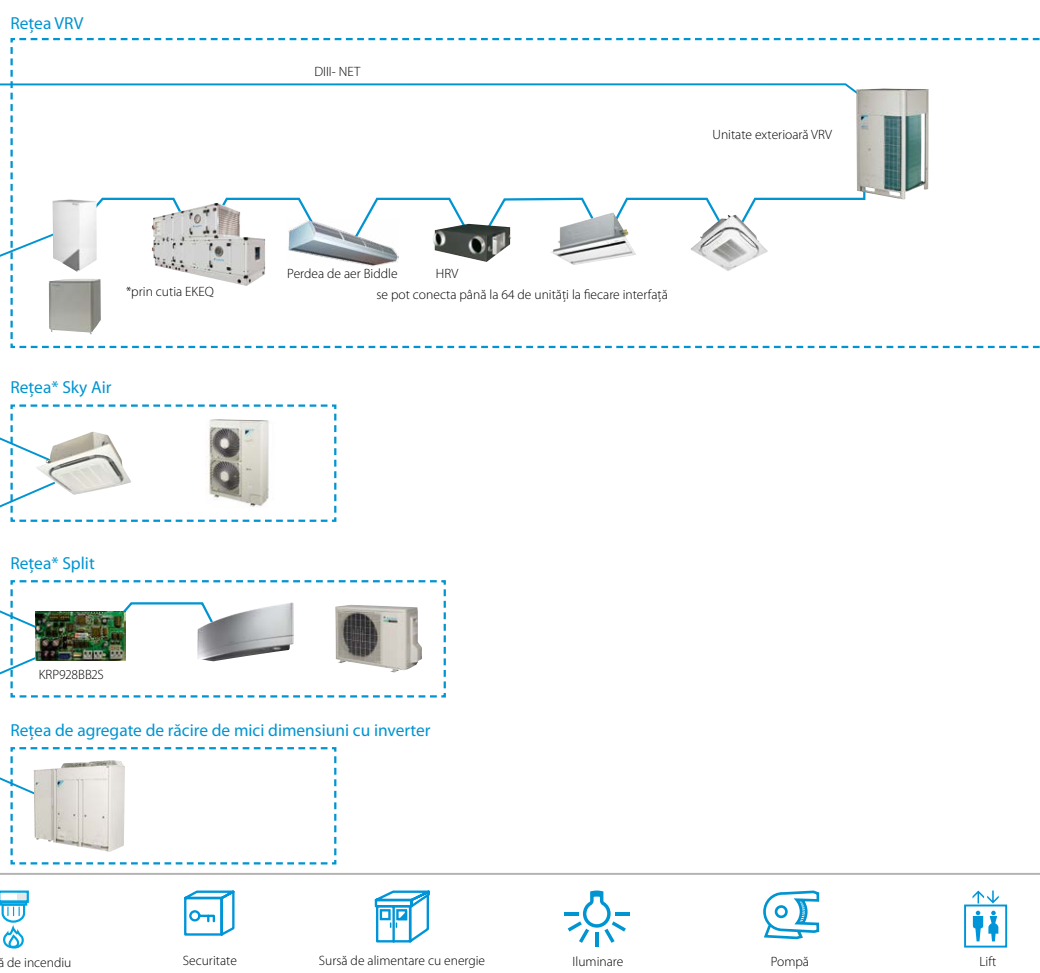 Rețea VRV
DIII- NET
Unitate exterioară VRV
Perdea de aer Biddle
HRV
*prin cutia EKEQ
se pot conecta până la 64 de unități la fiecare interfață
Rețea* Sky Air
Rețea* Split
KRP928BB2S
Rețea de agregate de răcire de mici dimensiuni cu inverter
de incendiu
Securitate
Sursă de alimentare cu energie
Iluminare
Pompă
Lift